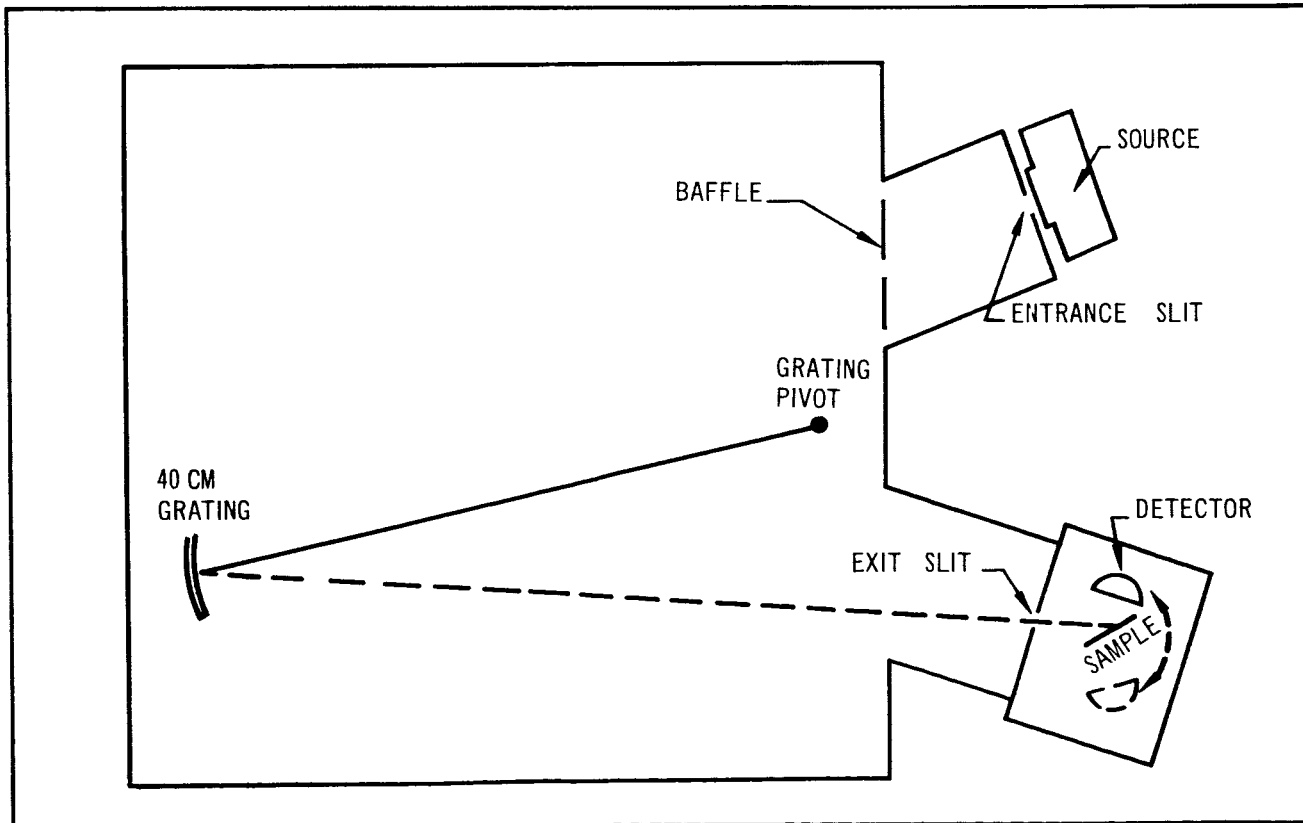 SOURCE
BAFFLE
ENTRANCE SLIT
GRATING
PIVOT
40 CM
GRATING
DETECTOR
EXIT SLIT
SAMPLE